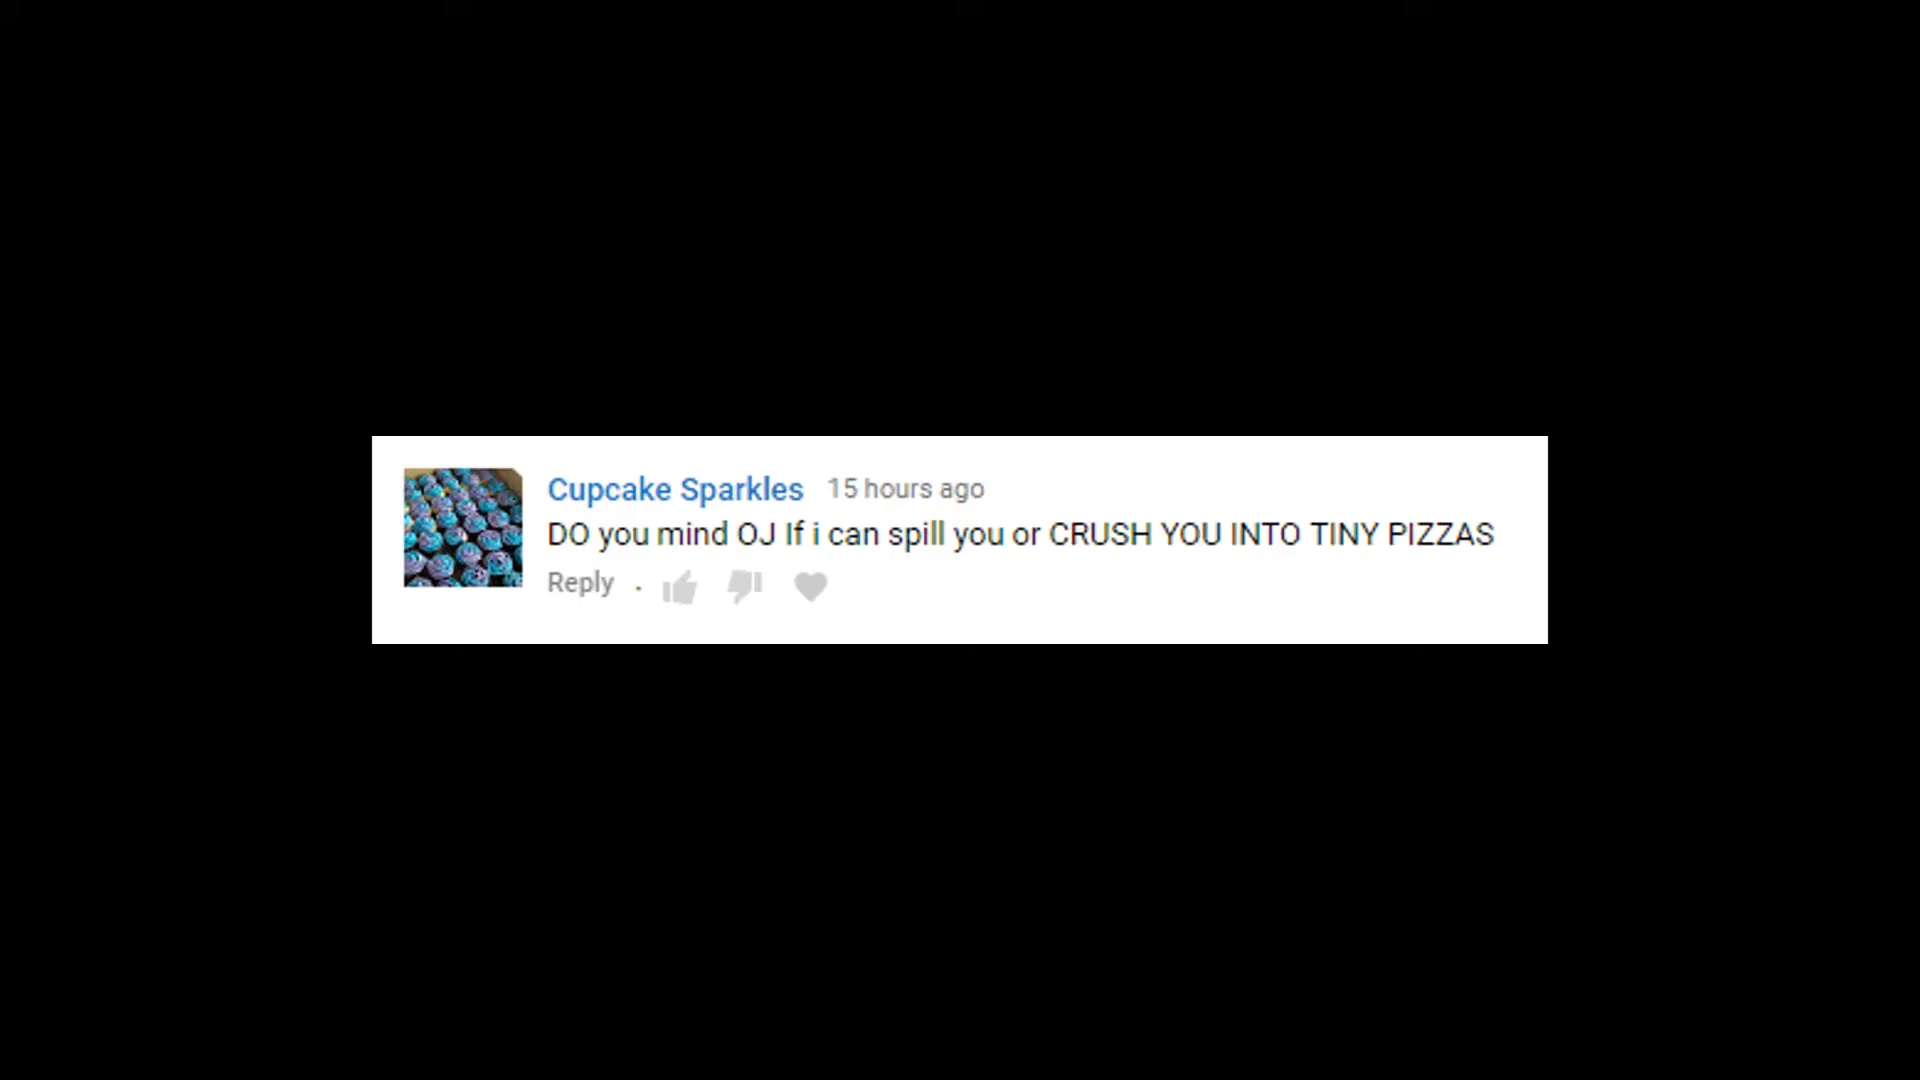 Cupcake Sparkles 15 hours ago
DO you mind OJ If i can spill you or CRUSH YOU INTO TINY PIZZAS
Reply .